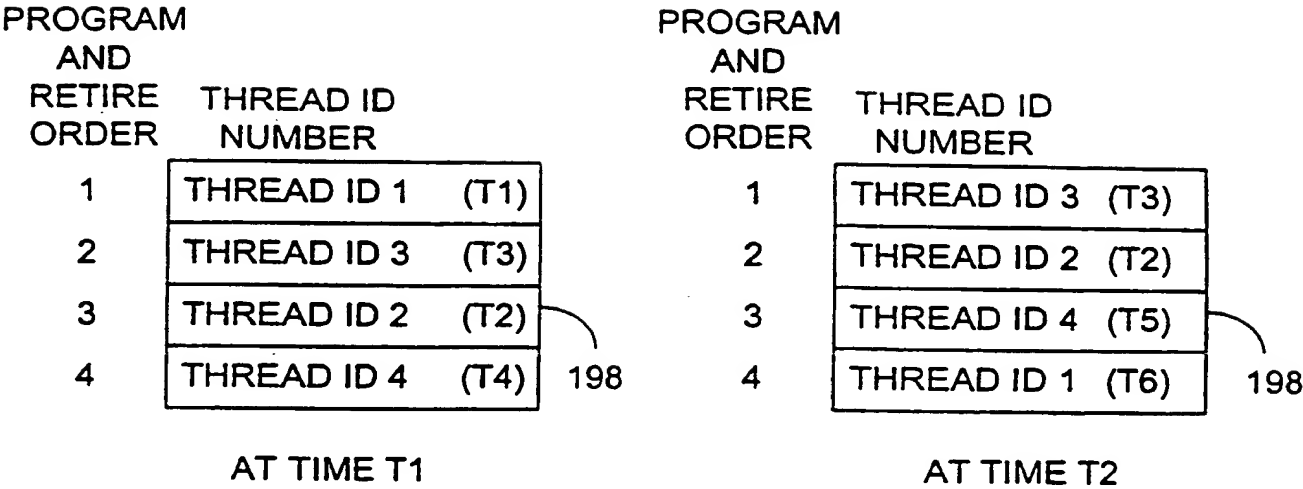 PROGRAM
AND
RETIRE
ORDER
THREAD ID
NUMBER
1 THREAD ID 1 (T1)
2 THREAD ID 3 (T3)
3 THREAD ID 2 (T2)
4 THREAD ID 4 (T4)
198
AT TIME T1
PROGRAM
AND
RETIRE
ORDER
THREAD ID
NUMBER
1 THREAD ID 3 (T3)
2 THREAD ID 2 (T2)
3 THREAD ID 4 (T5)
4 THREAD ID 1 (T6)
198
AT TIME T2